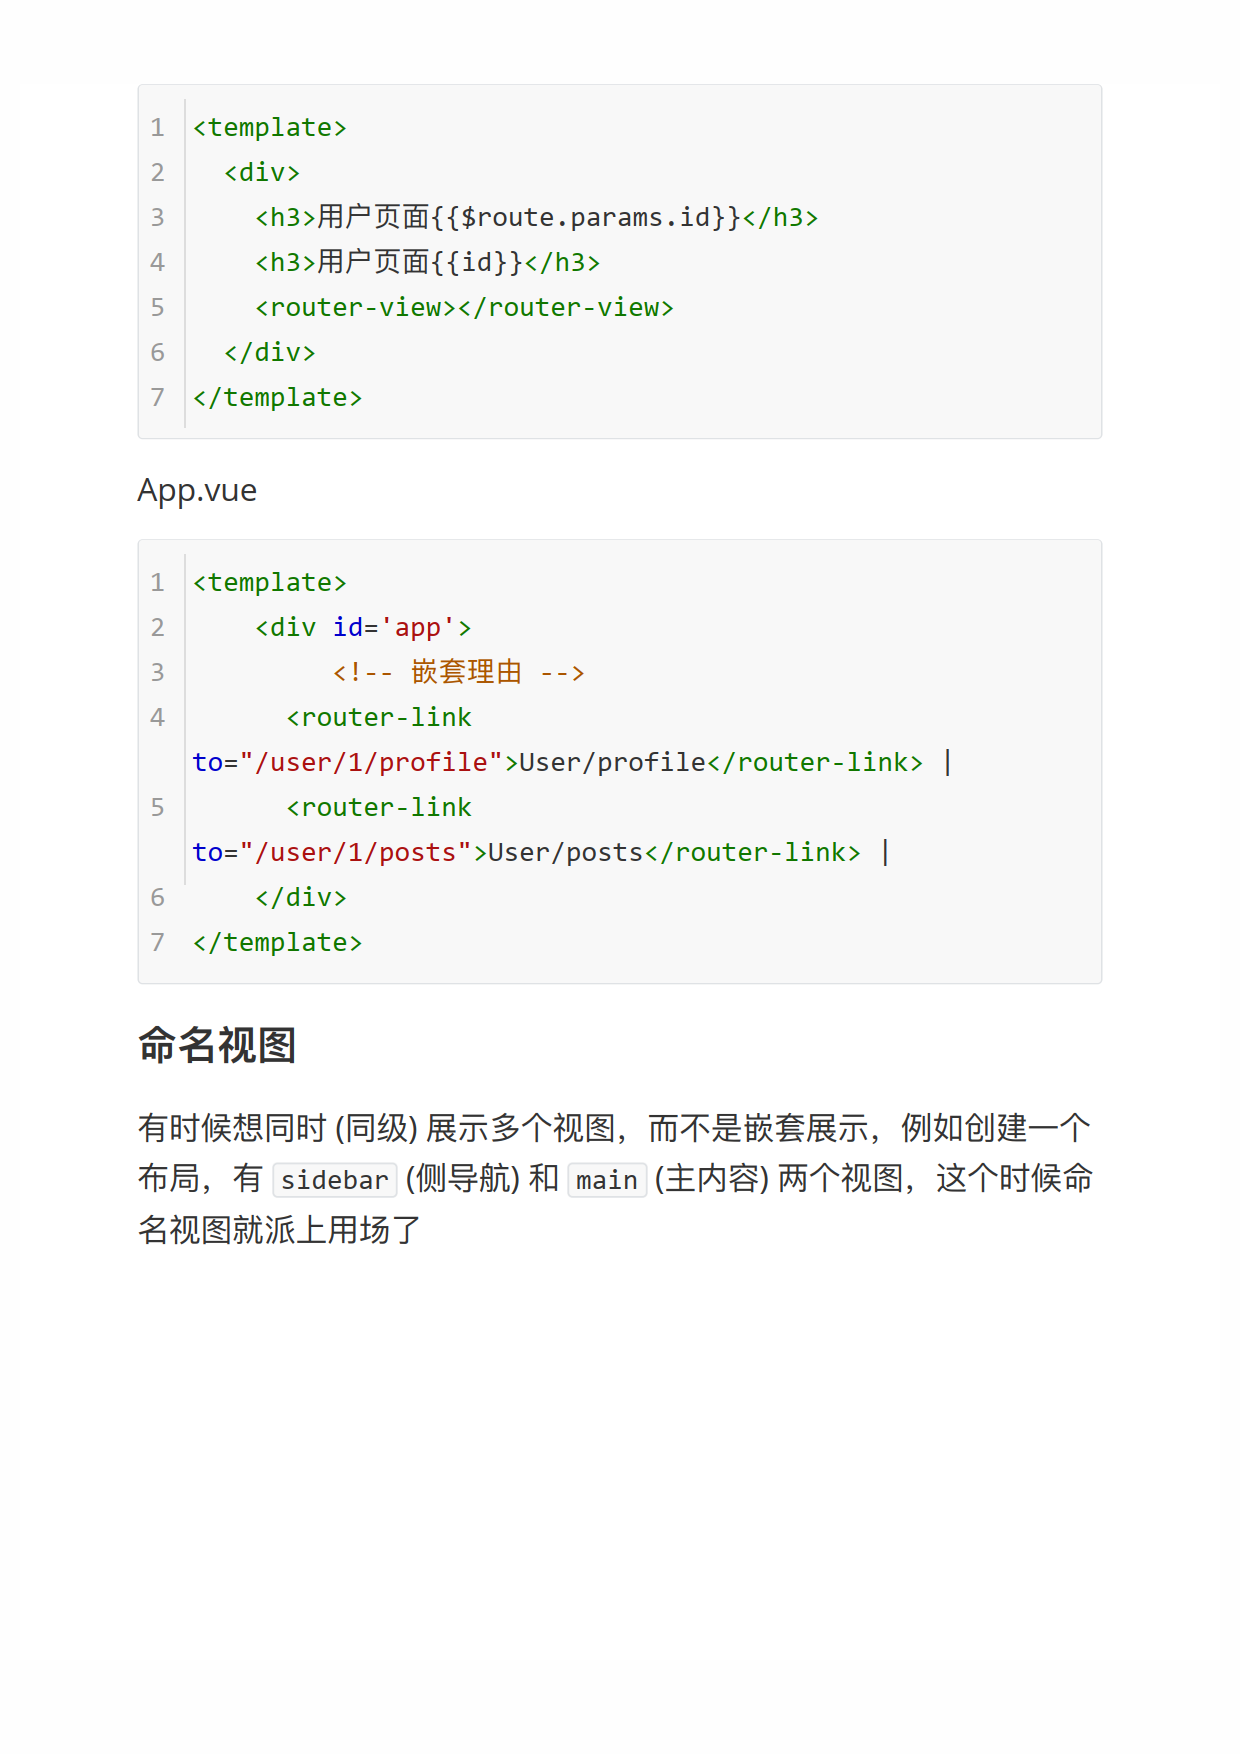 1 <template>
2   <div>
3     <h3>用户页面{{$route.params.id}}</h3>
4     <h3>用户页面{{id}}</h3>
5     <router-view></router-view>
6   </div>
7 </template>
App.vue
1 <template>
2     <div id='app'>
3          <!-- 嵌套理由 -->
4       <router-link
to="/user/1/profile">User/profile</router-link> |
5       <router-link
to="/user/1/posts">User/posts</router-link> |
6     </div>
7 </template>
命名视图
有时候想同时 (同级) 展示多个视图，而不是嵌套展示，例如创建一个
布局，有 sidebar (侧导航) 和 main (主内容) 两个视图，这个时候命
名视图就派上用场了